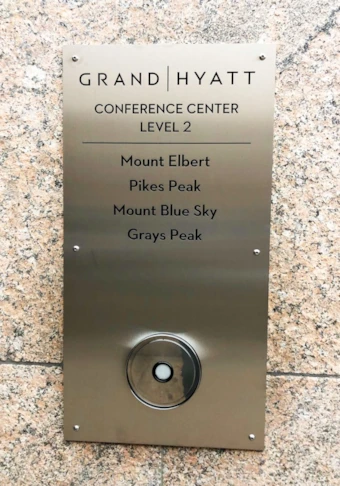 GRAND | HYATT
CONFERENCE CENTER
LEVEL 2
Mount Elbert
Pikes Peak
Mount Blue Sky
Grays Peak